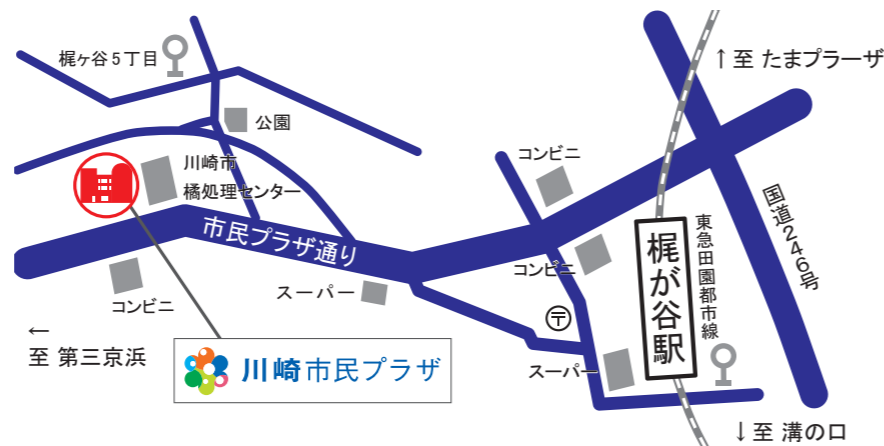 梶ヶ谷5丁目
↑至 たまプラーザ
公園
コンビニ
川崎市
橘処理センター
国道246号
市民プラザ通り
東急田園都市線
梶が谷駅
コンビニ
コンビニ
スーパー
〒
←
至 第三京浜
川崎市民プラザ
スーパー
↓至 溝の口